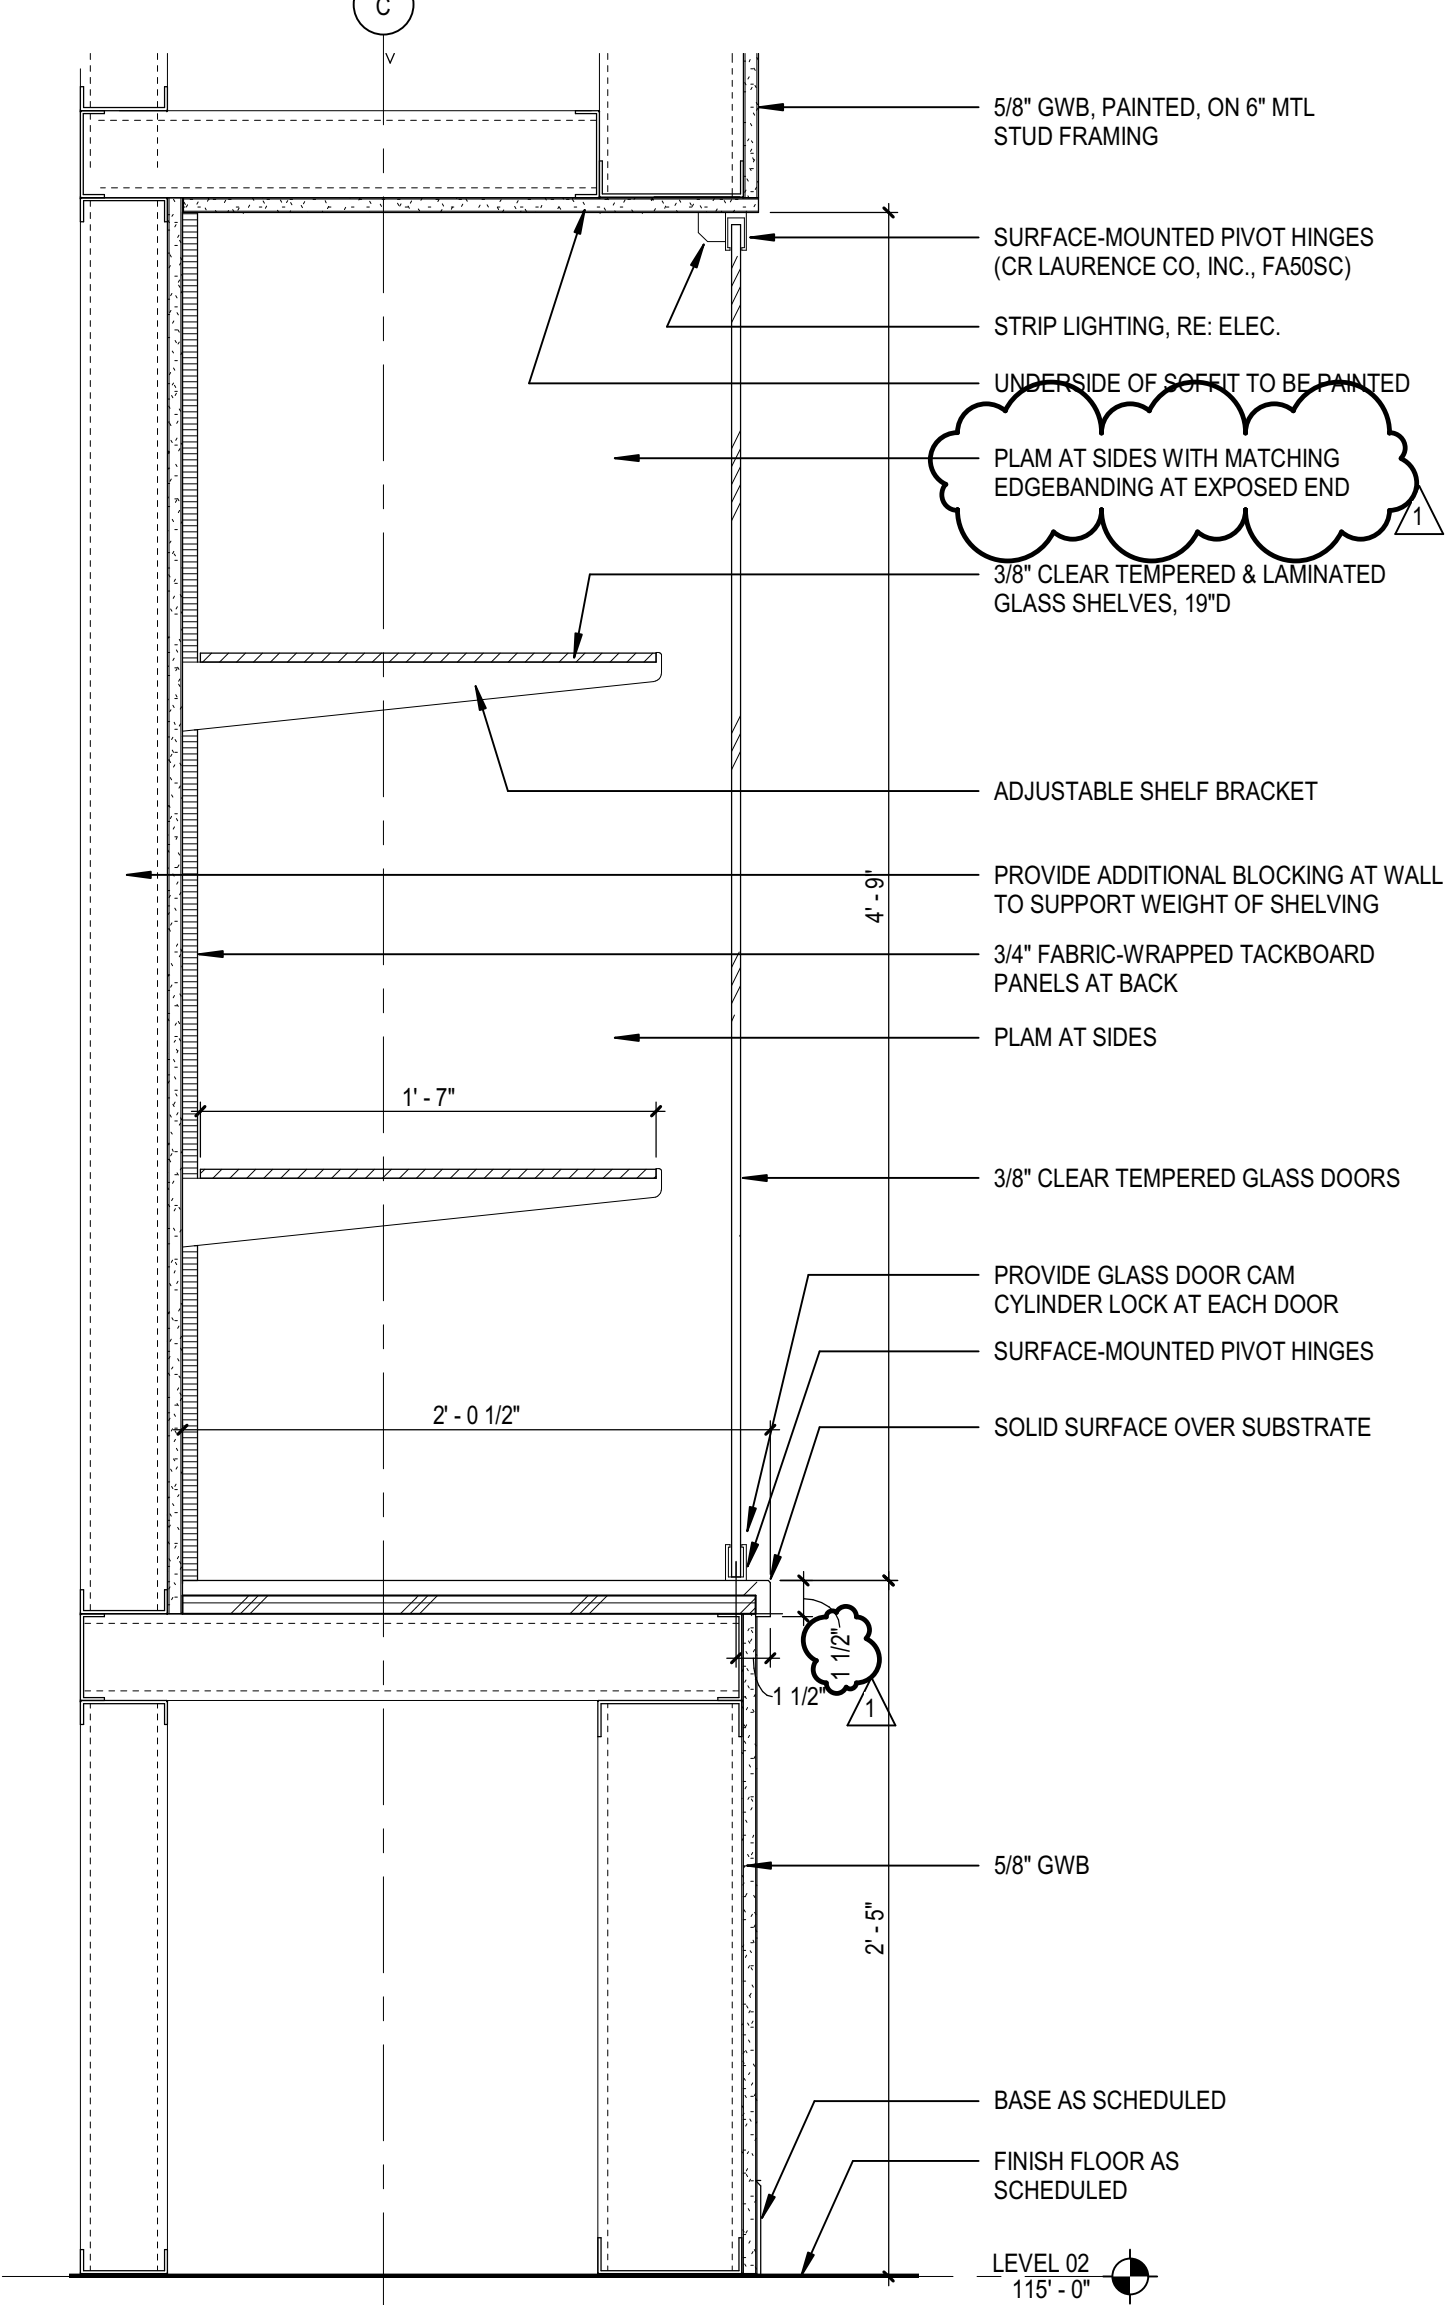 C
5/8" GWB, PAINTED, ON 6" MTL
STUD FRAMING
SURFACE-MOUNTED PIVOT HINGES
(CR LAURENCE CO, INC., FA50SC)
STRIP LIGHTING, RE: ELEC.
UNDERSIDE OF SOFFIT TO BE PAINTED
PLAM AT SIDES WITH MATCHING
EDGEBANDING AT EXPOSED END
1
3/8" CLEAR TEMPERED & LAMINATED
GLASS SHELVES, 19"D
ADJUSTABLE SHELF BRACKET
PROVIDE ADDITIONAL BLOCKING AT WALL
TO SUPPORT WEIGHT OF SHELVING
4' - 9"
3/4" FABRIC-WRAPPED TACKBOARD
PANELS AT BACK
PLAM AT SIDES
1' - 7"
3/8" CLEAR TEMPERED GLASS DOORS
PROVIDE GLASS DOOR CAM
CYLINDER LOCK AT EACH DOOR
SURFACE-MOUNTED PIVOT HINGES
2' - 0 1/2"
SOLID SURFACE OVER SUBSTRATE
1 1/2"
1 1/2"
1
5/8" GWB
2' - 5"
BASE AS SCHEDULED
FINISH FLOOR AS
SCHEDULED
LEVEL 02
115' - 0"